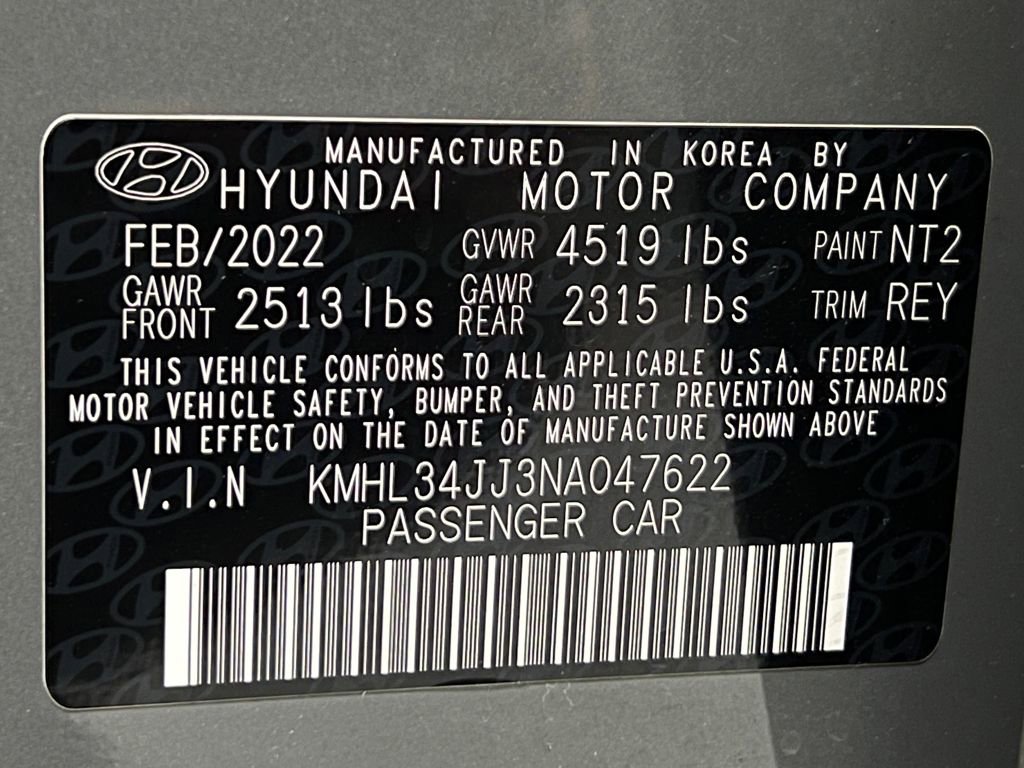 MANUFACTURED IN KOREA BY
HYUNDAI MOTOR COMPANY
FEB/2022 GVWR 4519 lbs PAINT NT2
GAWR FRONT 2513 lbs GAWR REAR 2315 lbs TRIM REY
THIS VEHICLE CONFORMS TO ALL APPLICABLE U.S.A. FEDERAL
MOTOR VEHICLE SAFETY, BUMPER, AND THEFT PREVENTION STANDARDS
IN EFFECT ON THE DATE OF MANUFACTURE SHOWN ABOVE
V.I.N KMHL34JJ3NA047622
PASSENGER CAR